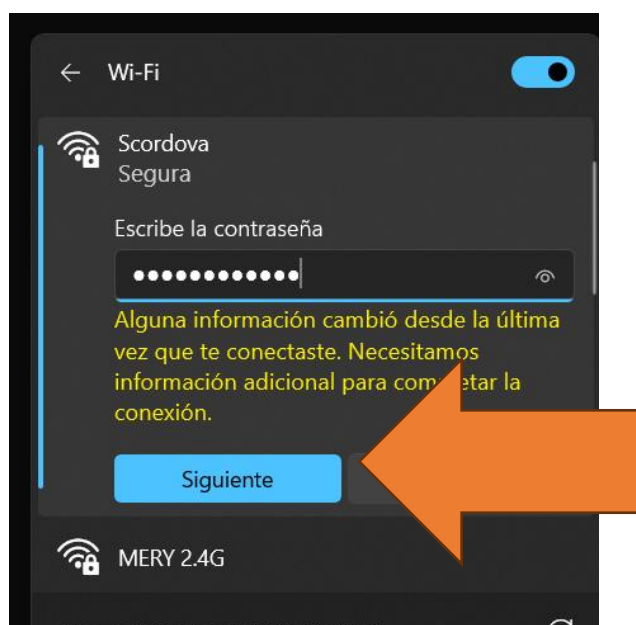 Wi-Fi
Scordova
Segura
Escribe la contraseña
Alguna información cambió desde la última
vez que te conectaste. Necesitamos
información adicional para la
conexión.
Siguiente
MERY 2.4G